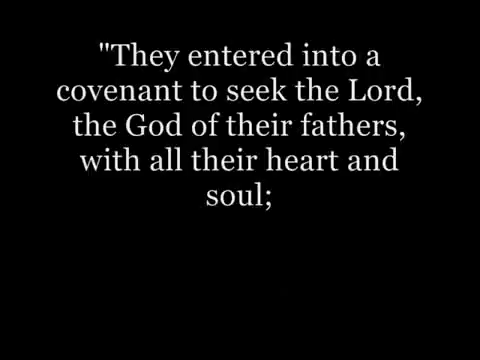 "They entered into a
covenant to seek the Lord,
the God of their fathers,
with all their heart and
soul;